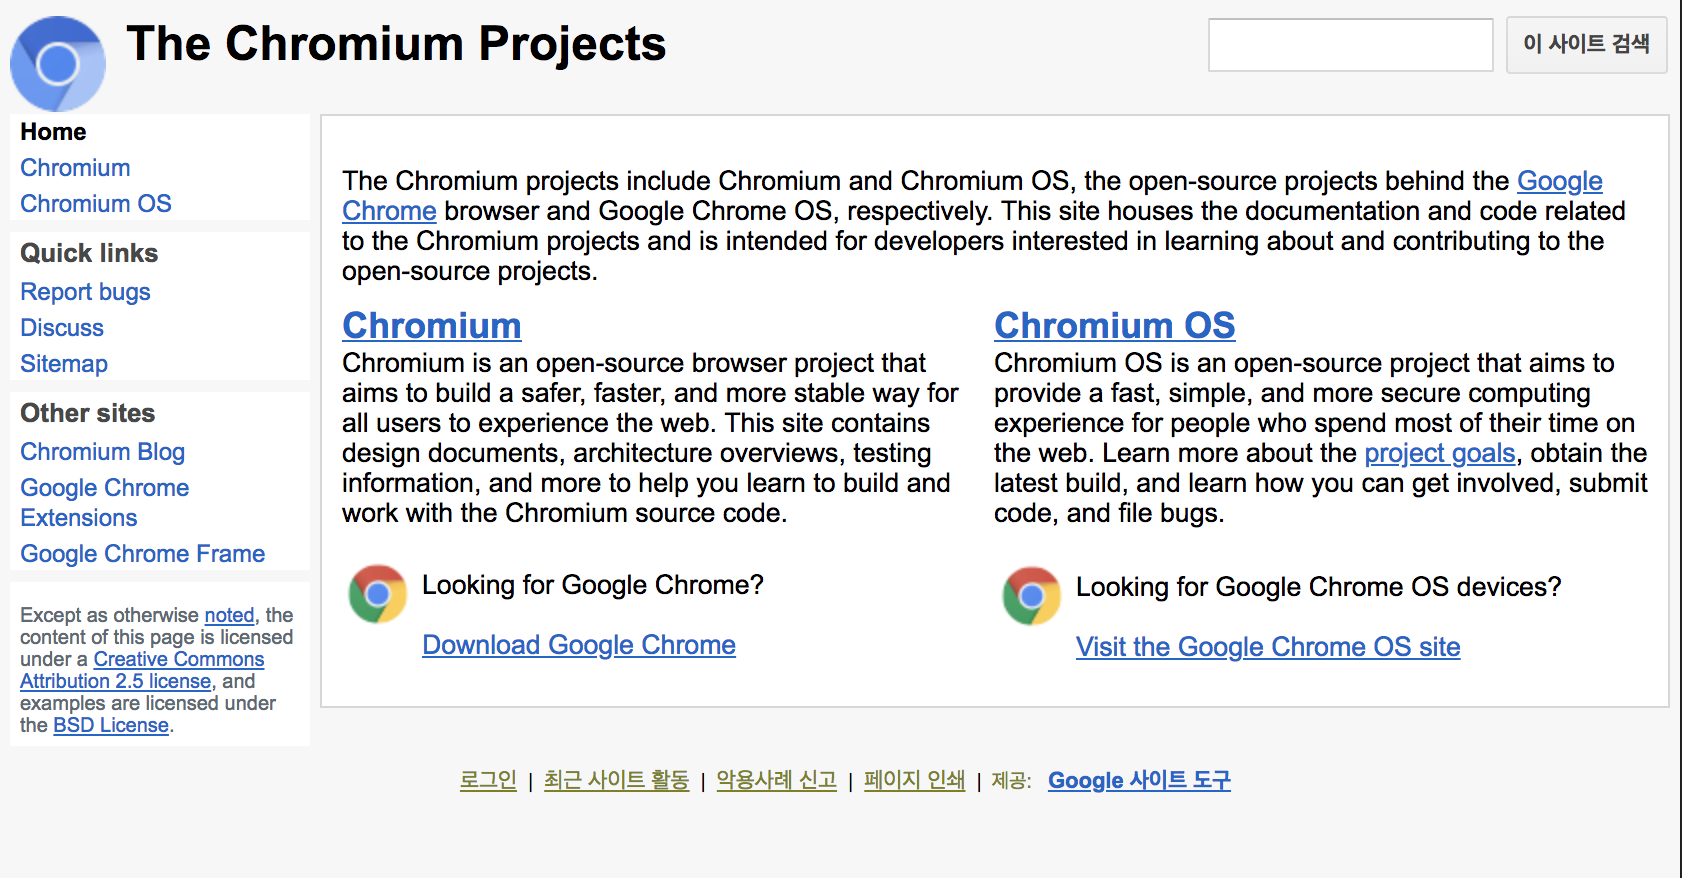 The Chromium Projects
이 사이트 검색
Home
Chromium
Chromium OS
Quick links
Report bugs
Discuss
Sitemap
Other sites
Chromium Blog
Google Chrome
Extensions
Google Chrome Frame
Except as otherwise noted, the
content of this page is licensed
under a Creative Commons
Attribution 2.5 license, and
examples are licensed under
the BSD License.
The Chromium projects include Chromium and Chromium OS, the open-source projects behind the Google
Chrome browser and Google Chrome OS, respectively. This site houses the documentation and code related
to the Chromium projects and is intended for developers interested in learning about and contributing to the
open-source projects.
Chromium
Chromium is an open-source browser project that
aims to build a safer, faster, and more stable way for
all users to experience the web. This site contains
design documents, architecture overviews, testing
information, and more to help you learn to build and
work with the Chromium source code.
Looking for Google Chrome?
Download Google Chrome
Chromium OS
Chromium OS is an open-source project that aims to
provide a fast, simple, and more secure computing
experience for people who spend most of their time on
the web. Learn more about the project goals, obtain the
latest build, and learn how you can get involved, submit
code, and file bugs.
Looking for Google Chrome OS devices?
Visit the Google Chrome OS site
로그인 | 최근 사이트 활동 | 악용사례 신고 | 페이지 인쇄 | 제공: Google 사이트 도구